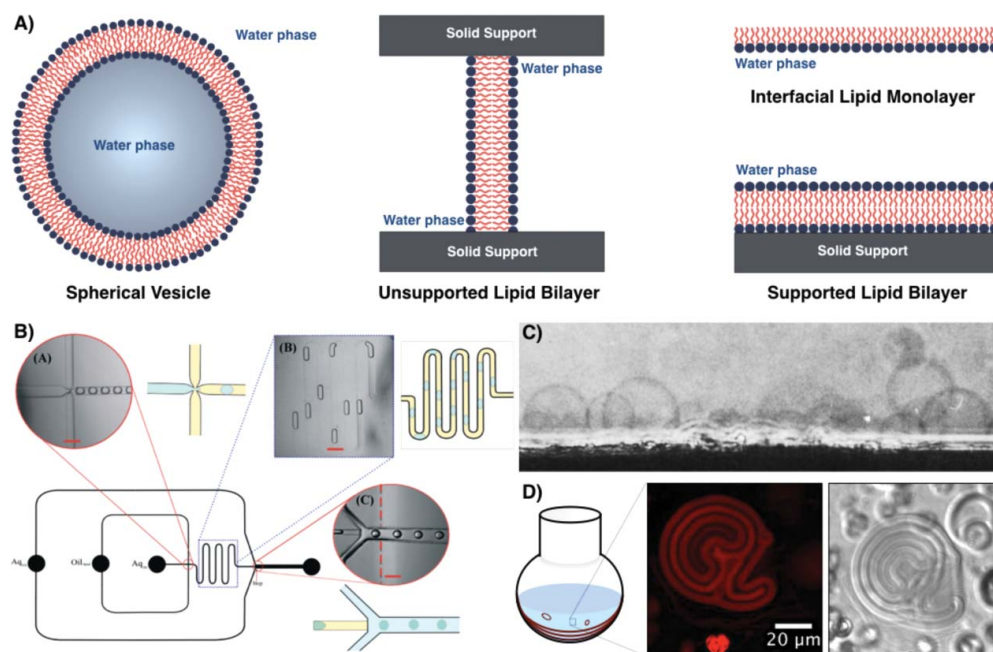 A)
Water phase
Water phase
Spherical Vesicle
Solid Support
Water phase
Water phase
Solid Support
Unsupported Lipid Bilayer
Water phase
Interfacial Lipid Monolayer
Water phase
Solid Support
Supported Lipid Bilayer
B)
(A)
(B)
(C)
Aq
Oil
Aq
C)
D)
20 µm